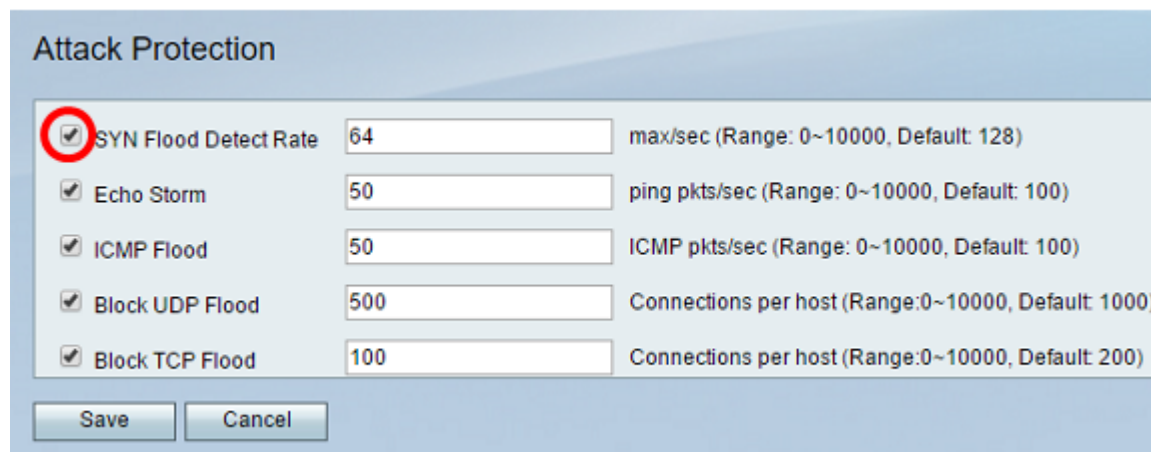 Attack Protection
SYN Flood Detect Rate 64 max/sec (Range: 0~10000, Default: 128)
Echo Storm 50 ping pkts/sec (Range: 0~10000, Default: 100)
ICMP Flood 50 ICMP pkts/sec (Range: 0~10000, Default: 100)
Block UDP Flood 500 Connections per host (Range:0~10000, Default: 1000)
Block TCP Flood 100 Connections per host (Range:0~10000, Default: 200)
Save Cancel